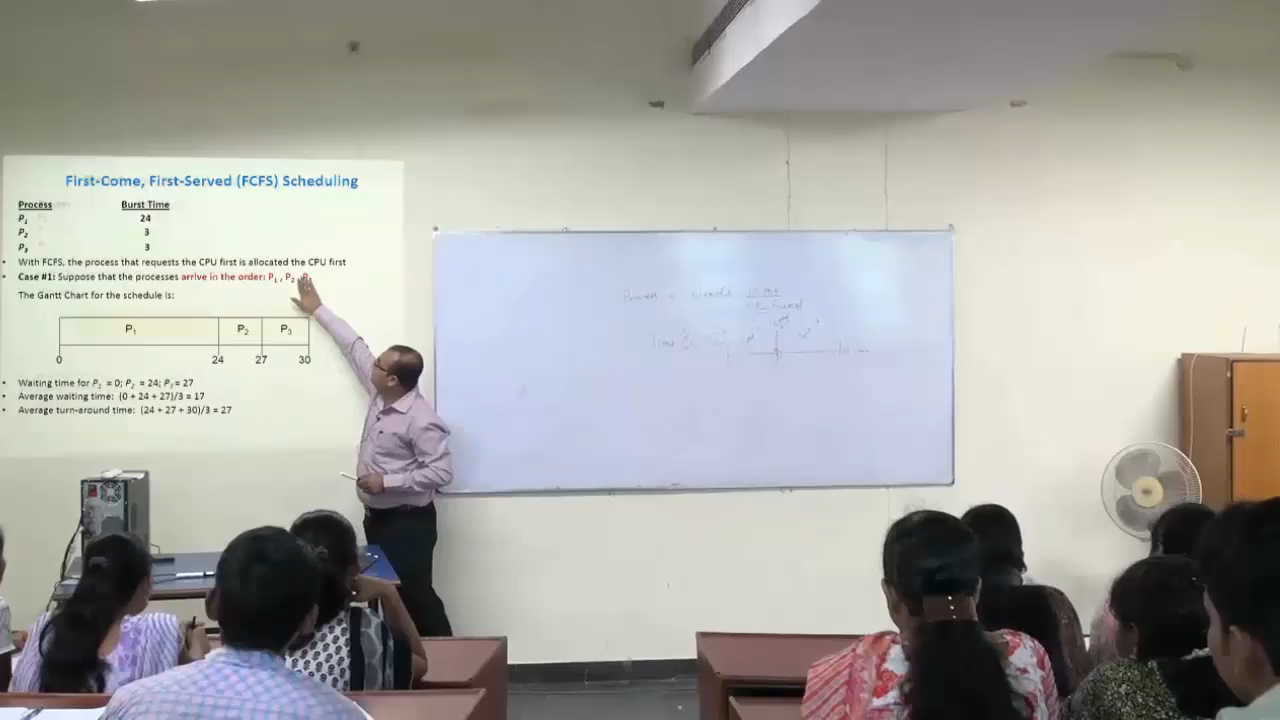 First-Come, First-Served (FCFS) Scheduling
Process Burst Time
P1 24
P2 3
P3 3
• With FCFS, the process that requests the CPU first is allocated the CPU first
• Case #1: Suppose that the processes arrive in the order: P1 , P2 , P3
The Gantt Chart for the schedule is:
P1 P2 P3
0 24 27 30
• Waiting time for P1 = 0; P2 = 24; P3 = 27
• Average waiting time: (0 + 24 + 27)/3 = 17
• Average turn-around time: (24 + 27 + 30)/3 = 27
Process
Time